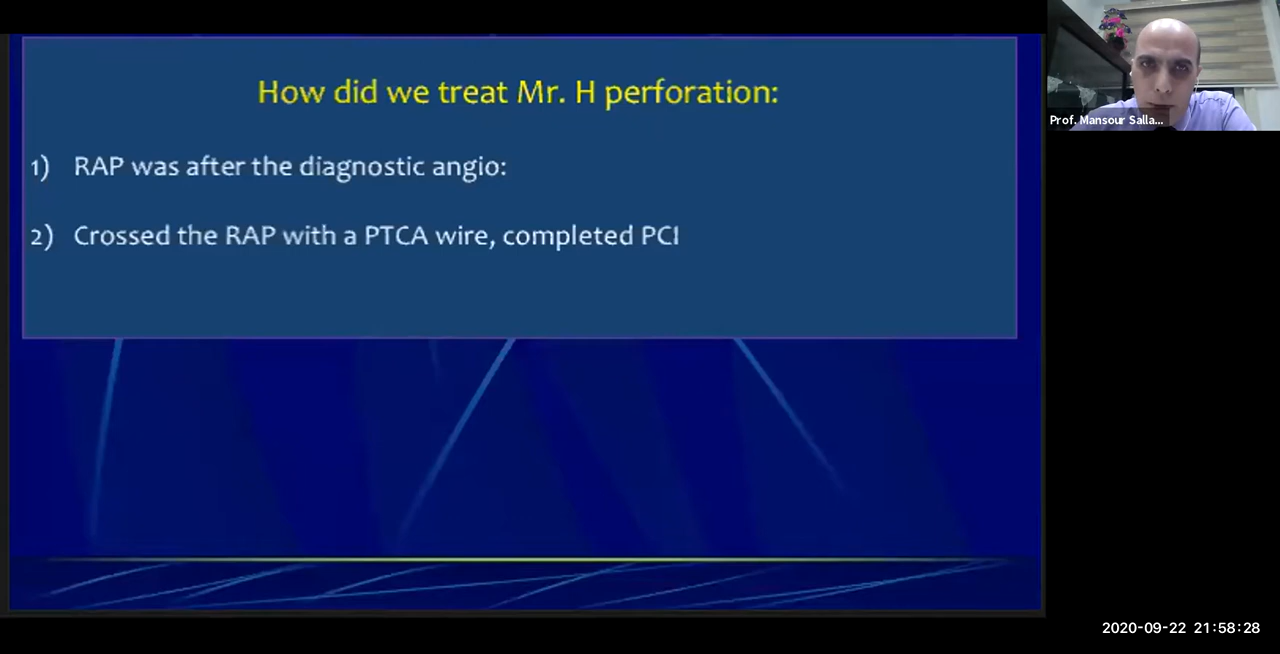 How did we treat Mr. H perforation:
1) RAP was after the diagnostic angio:
2) Crossed the RAP with a PTCA wire, completed PCI
Prof. Mansour Salla...
2020-09-22 21:58:28